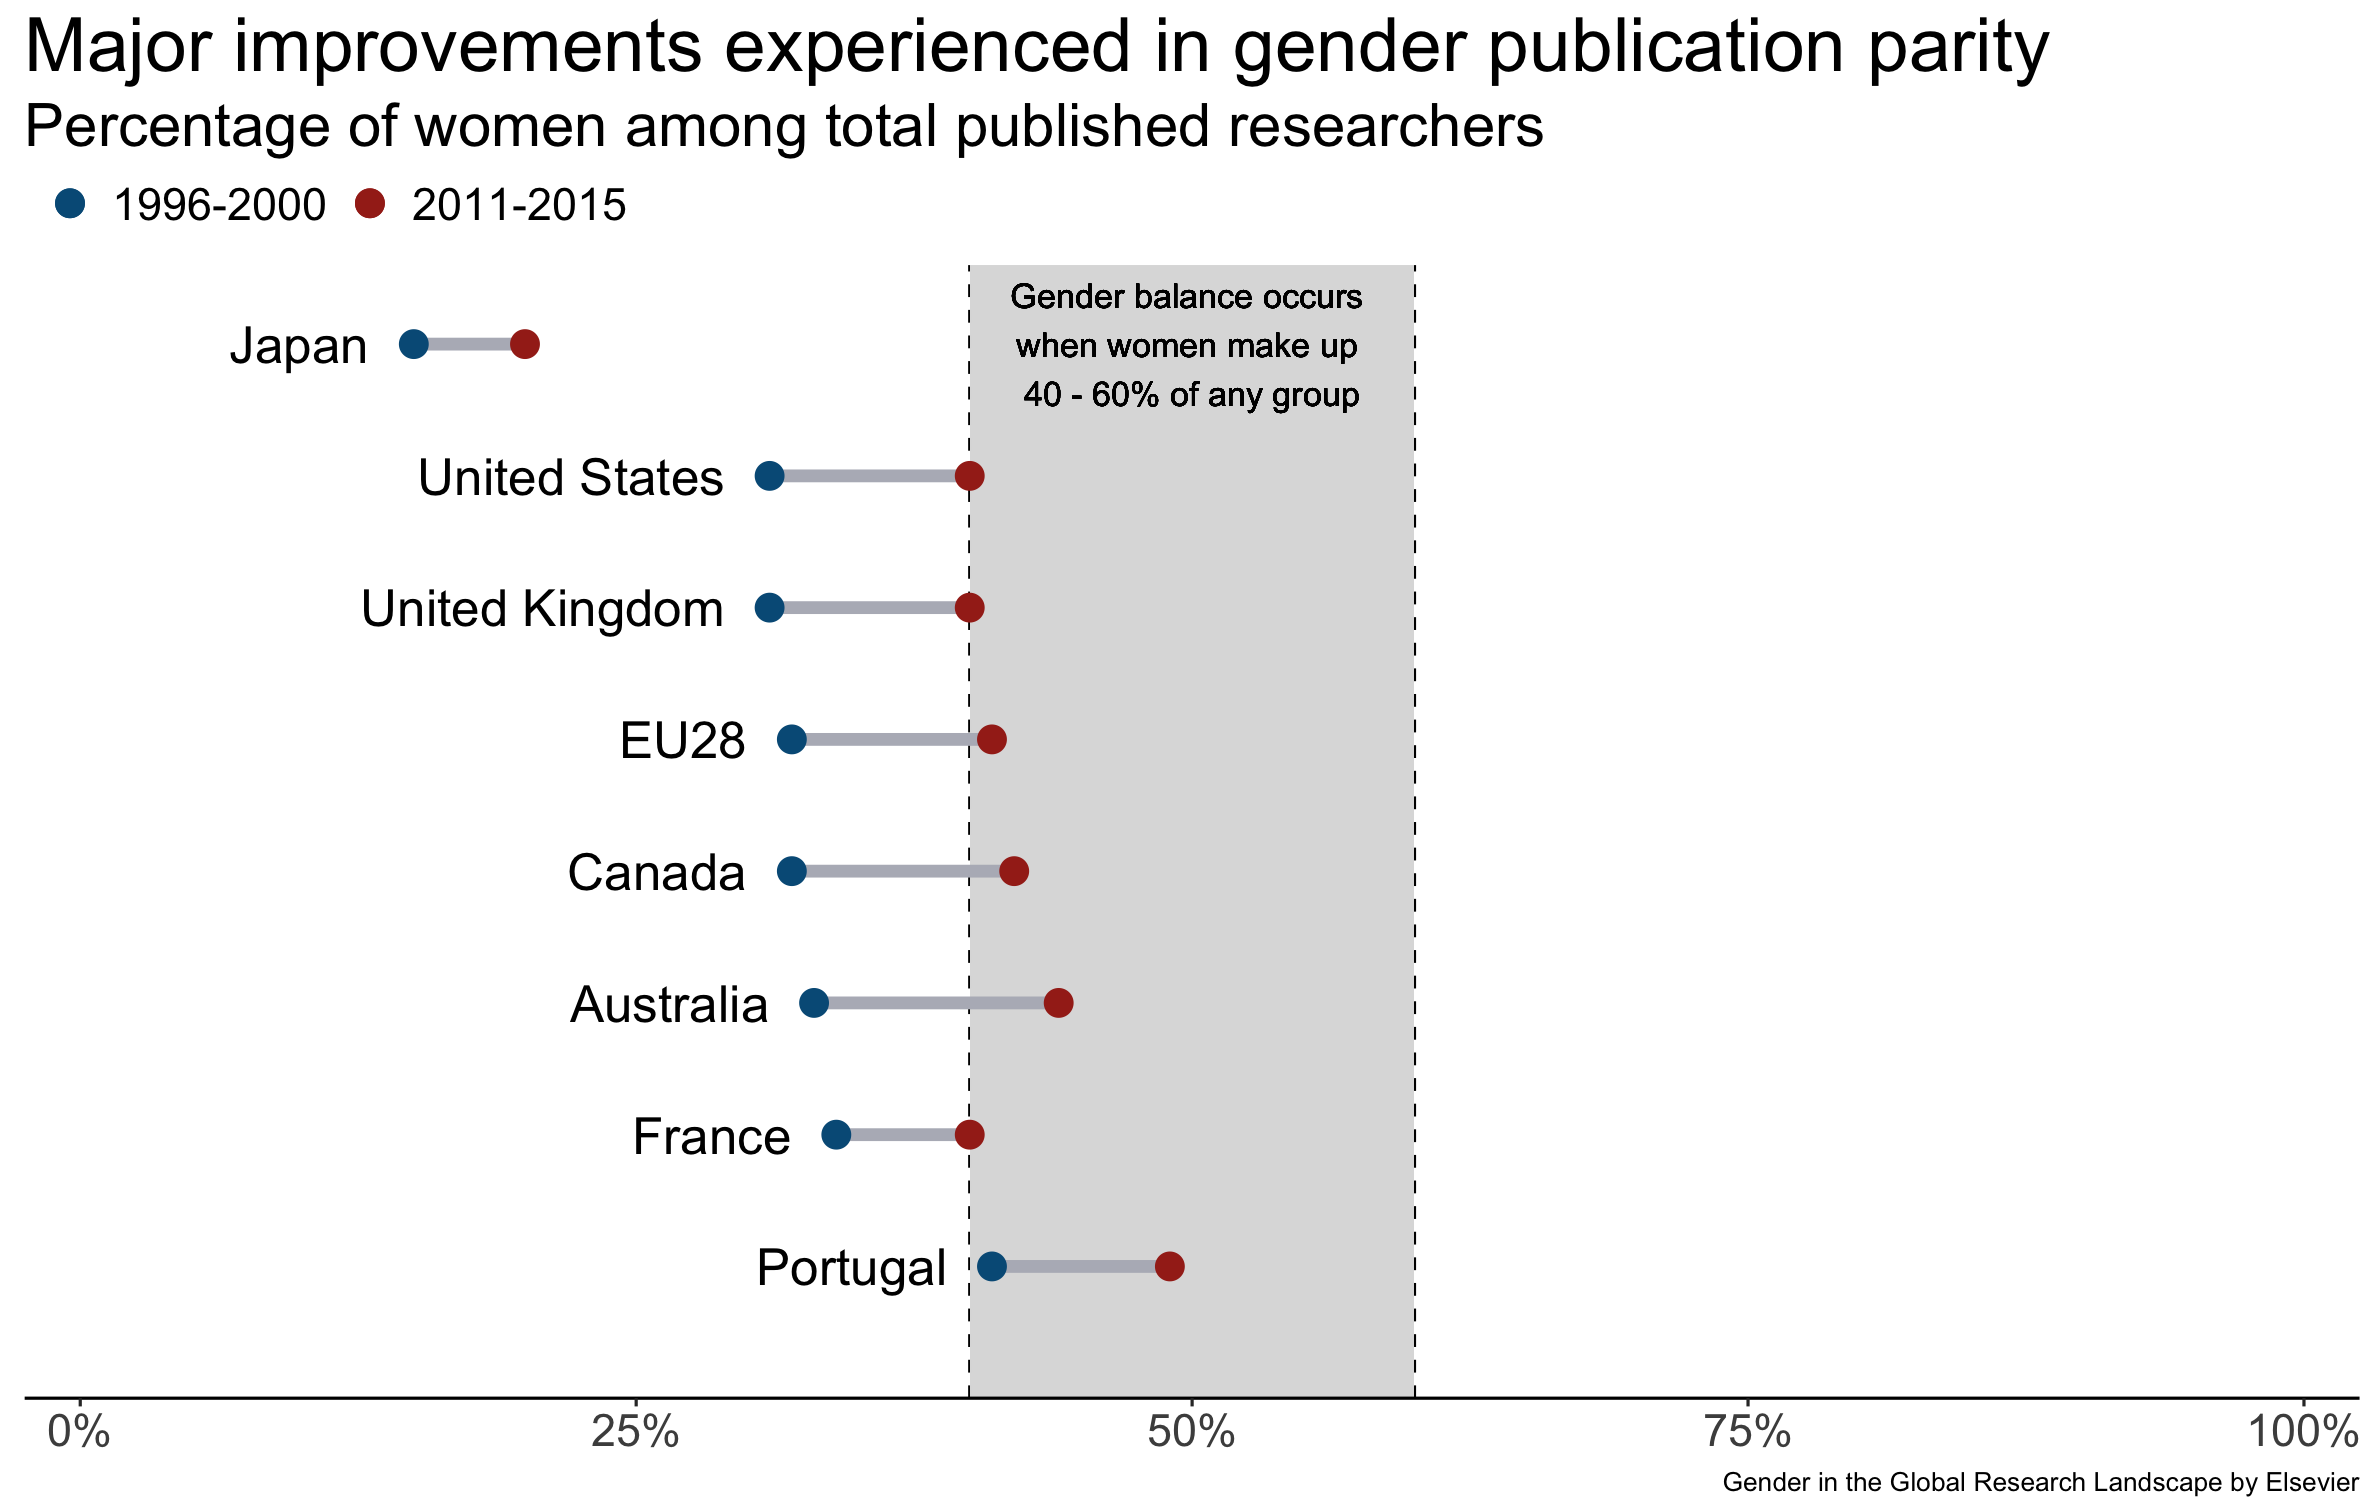 Major improvements experienced in gender publication parity
Percentage of women among total published researchers
1996-2000 2011-2015
Gender balance occurs
when women make up
40 - 60% of any group
Japan
United States
United Kingdom
EU28
Canada
Australia
France
Portugal
0% 25% 50% 75% 100%
Gender in the Global Research Landscape by Elsevier